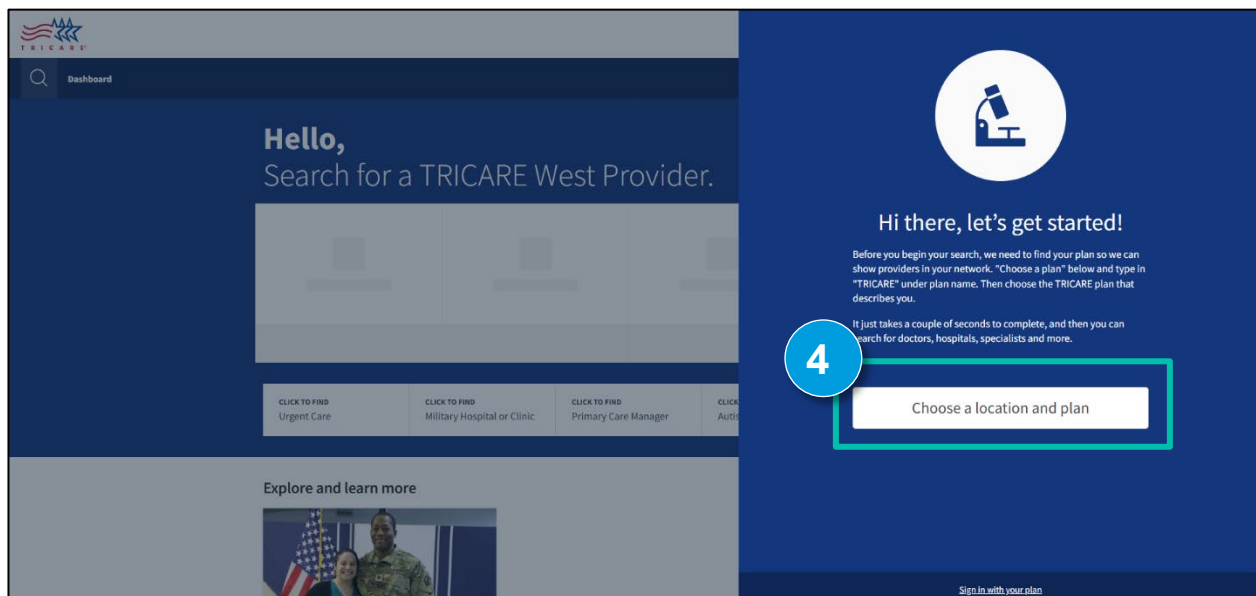 TRICARE
Dashboard
Hello,
Search for a TRICARE West Provider.
CLICK TO FIND
Urgent Care
CLICK TO FIND
Military Hospital or Clinic
CLICK TO FIND
Primary Care Manager
CLICK
Autis
Explore and learn more
Hi there, let's get started!
Before you begin your search, we need to find your plan so we can
show providers in your network. "Choose a plan" below and type in
"TRICARE" under plan name. Then choose the TRICARE plan that
describes you.
It just takes a couple of seconds to complete, and then you can
search for doctors, hospitals, specialists and more.
4
Choose a location and plan
Sign in with your plan